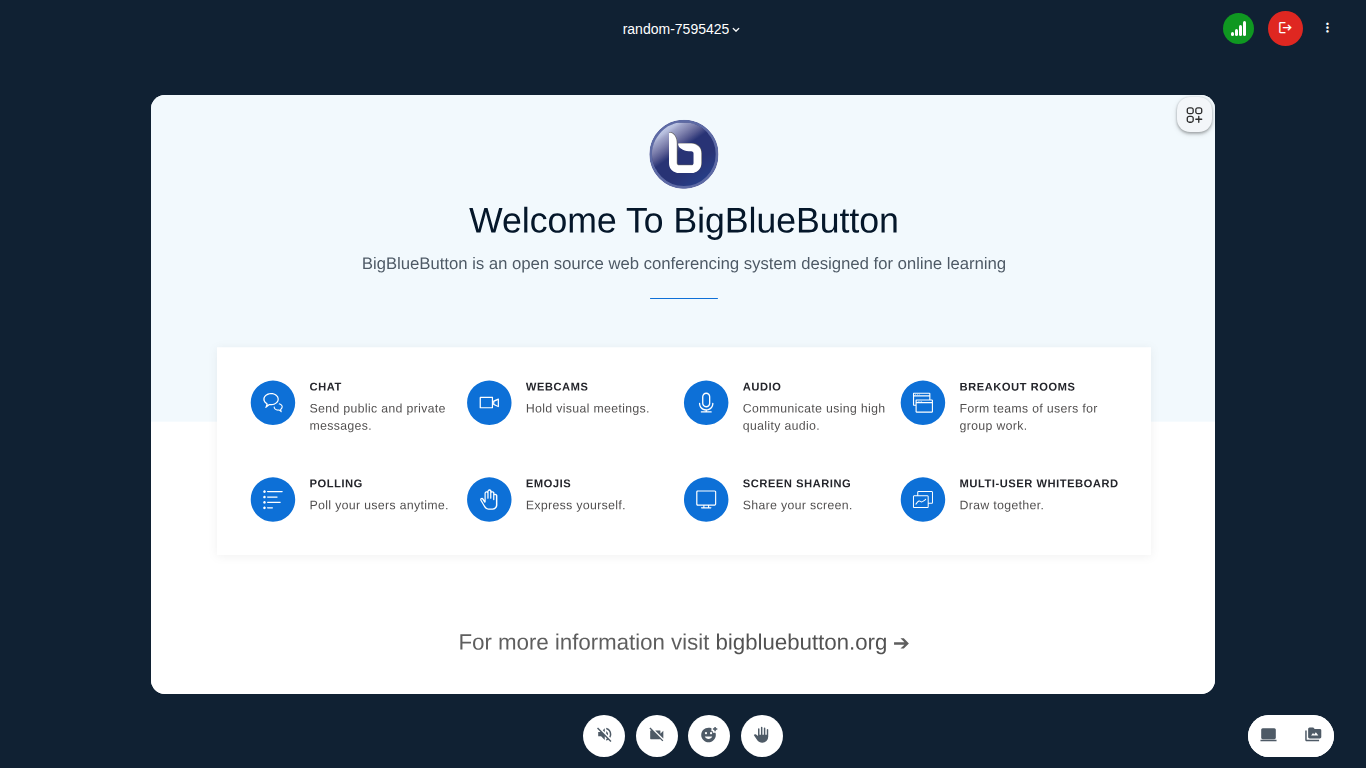 random-7595425
Welcome To BigBlueButton
BigBlueButton is an open source web conferencing system designed for online learning
CHAT
Send public and private
messages.
WEBCAMS
Hold visual meetings.
AUDIO
Communicate using high
quality audio.
BREAKOUT ROOMS
Form teams of users for
group work.
POLLING
Poll your users anytime.
EMOJIS
Express yourself.
SCREEN SHARING
Share your screen.
MULTI-USER WHITEBOARD
Draw together.
For more information visit bigbluebutton.org →